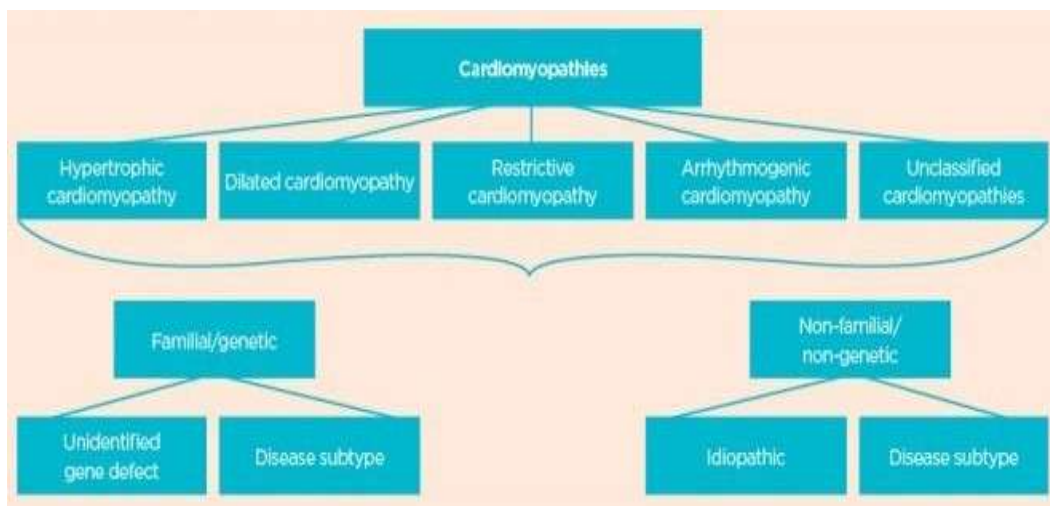 Cardiomyopathies
Hypertrophic
cardiomyopathy
Dilated cardiomyopathy
Restrictive
cardiomyopathy
Arrhythmogenic
cardiomyopathy
Unclassified
cardiomyopathies
Familial/genetic
Non-familial/
non-genetic
Unidentified
gene defect
Disease subtype
Idiopathic
Disease subtype